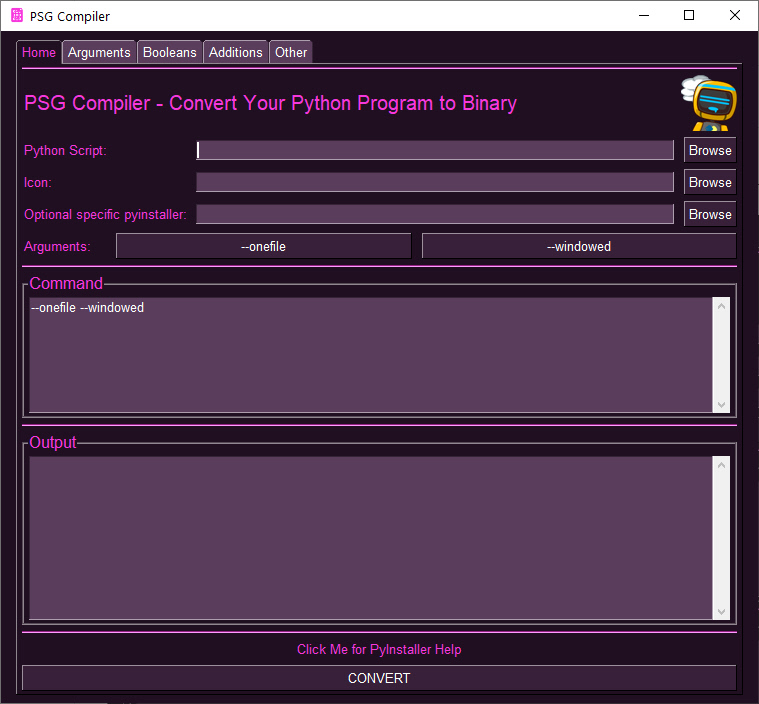 PSG Compiler
Home Arguments Booleans Additions Other
PSG Compiler - Convert Your Python Program to Binary
Python Script: Browse
Icon: Browse
Optional specific pyinstaller: Browse
Arguments: --onefile --windowed
Command
--onefile --windowed
Output
Click Me for PyInstaller Help
CONVERT